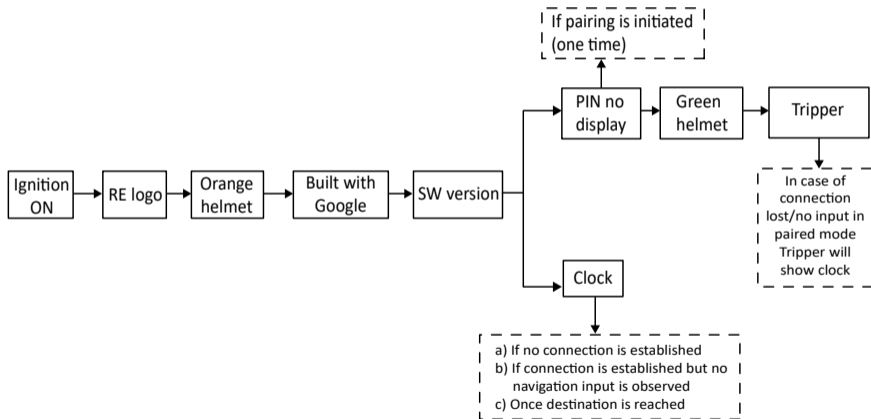 If pairing is initiated
(one time)
PIN no
display
Green
helmet
Tripper
Ignition
ON
RE logo
Orange
helmet
Built with
Google
SW version
In case of
connection
lost/no input in
paired mode
Tripper will
show clock
Clock
a) If no connection is established
b) If connection is established but no
navigation input is observed
c) Once destination is reached